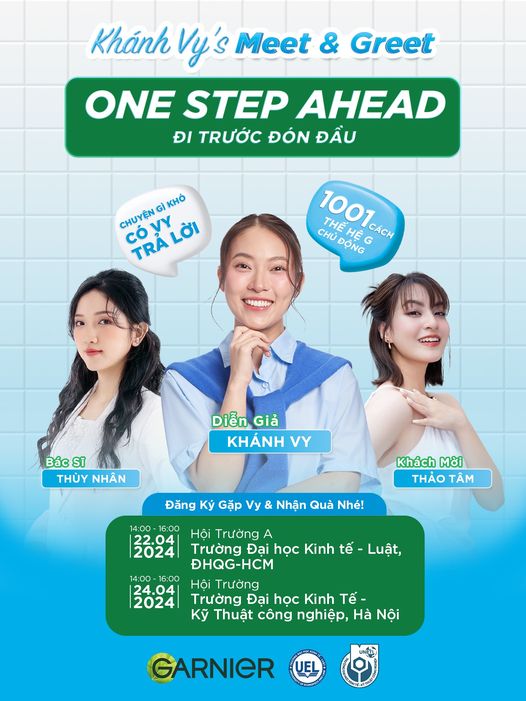 Khánh Vy's Meet & Greet
ONE STEP AHEAD
ĐI TRƯỚC ĐÓN ĐẦU
CHUYỆN GÌ KHÓ
CÓ VY
TRẢ LỜI
1001 CÁCH
THẾ HỆ G
CHỦ ĐỘNG
Diễn Giả
KHÁNH VY
Bác Sĩ
THÙY NHÂN
Khách Mời
THẢO TÂM
Đăng Ký Gặp Vy & Nhận Quà Nhé!
14:00 - 16:00
22.04
2024
Hội Trường A
Trường Đại học Kinh tế - Luật,
ĐHQG-HCM
14:00 - 16:00
24.04
2024
Hội Trường
Trường Đại học Kinh Tế -
Kỹ Thuật công nghiệp, Hà Nội
GARNIER
UEL
UNETI